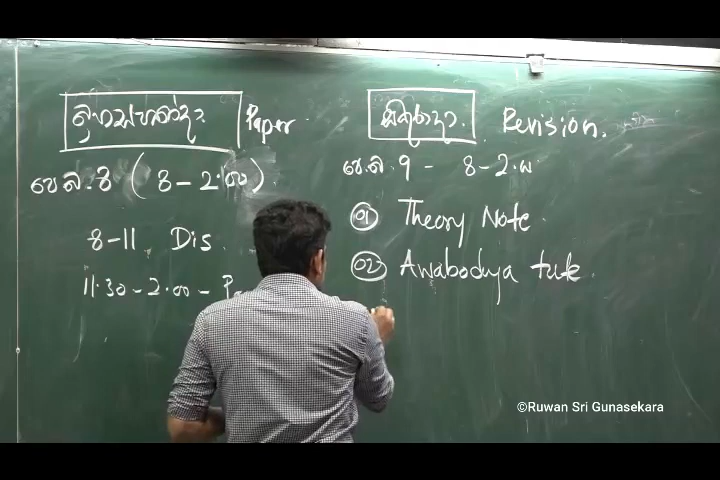 බ්‍රහස්පතින්දා Paper
පෙ.ව. 8 (8 - 2.00)
8-11 Dis
11.30 - 2.00 -
සිකුරාදා Revision.
පෙ.ව 9 - 8 - 2.
01 Theory Note
02 Awabodya tute
©Ruwan Sri Gunasekara